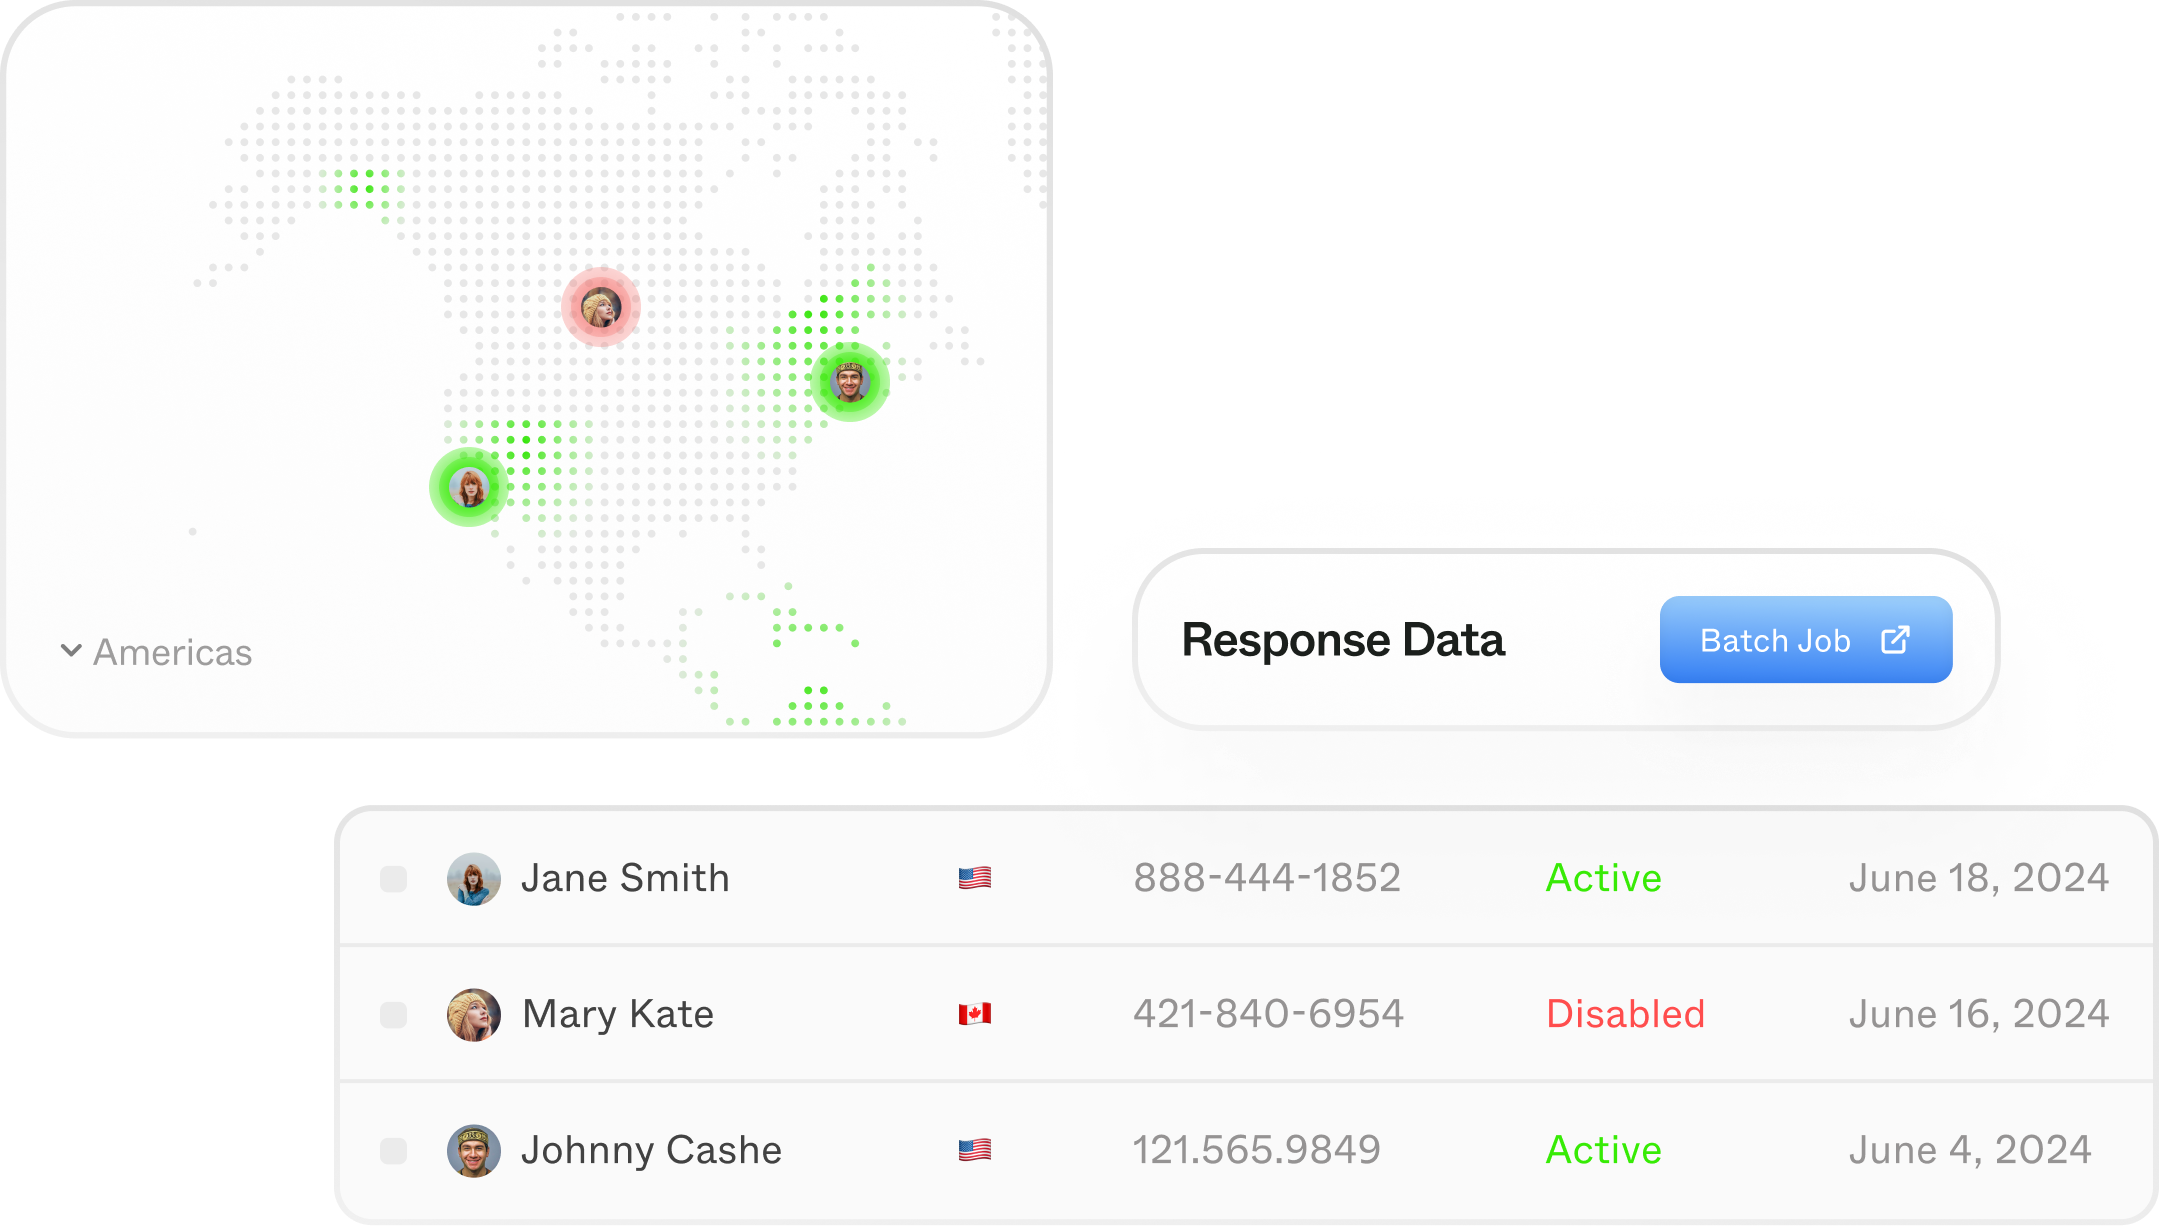 Americas
Response Data
Batch Job
Jane Smith 888-444-1852 Active June 18, 2024
Mary Kate 421-840-6954 Disabled June 16, 2024
Johnny Cashe 121.565.9849 Active June 4, 2024